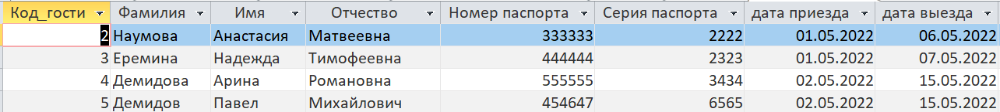 Код_гости Фамилия Имя Отчество Номер паспорта Серия паспорта дата приезда дата выезда
2 Наумова Анастасия Матвеевна 333333 2222 01.05.2022 06.05.2022
3 Еремина Надежда Тимофеевна 444444 2323 01.05.2022 07.05.2022
4 Демидова Арина Романовна 555555 3434 02.05.2022 15.05.2022
5 Демидов Павел Михайлович 454647 6565 02.05.2022 15.05.2022